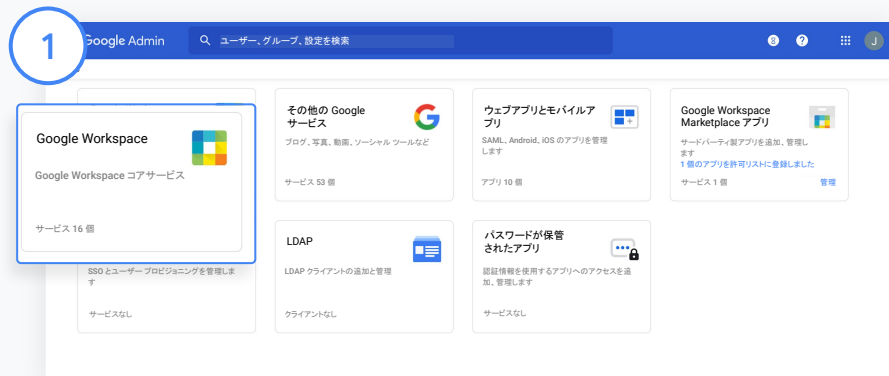 1
Google Admin
ユーザー、グループ、設定を検索
8
?
J
Google Workspace
Google Workspace コアサービス
サービス 16 個
その他の Google
サービス
ブログ、写真、動画、ソーシャル ツールなど
サービス 53 個
ウェブアプリとモバイルア
プリ
SAML、Android、iOS のアプリを管理
します
アプリ 10 個
Google Workspace
Marketplace アプリ
サードパーティ製アプリを追加、管理し
ます
1 個のアプリを許可リストに登録しました
サービス 1 個
管理
SSO とユーザー プロビジョニングを管理しま
す
サービスなし
LDAP
LDAP クライアントの追加と管理
クライアントなし
パスワードが保管
されたアプリ
認証情報を使用するアプリへのアクセスを追
加、管理します
サービスなし